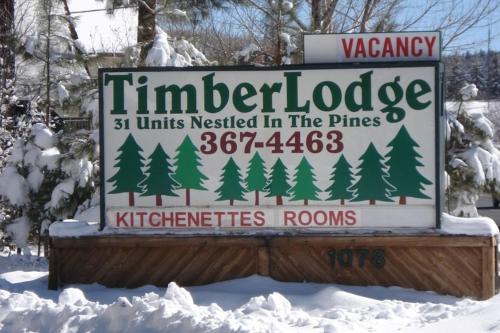 VACANCY
TimberLodge
31 Units Nestled In The Pines
367-4463
KITCHENETTES ROOMS
1078